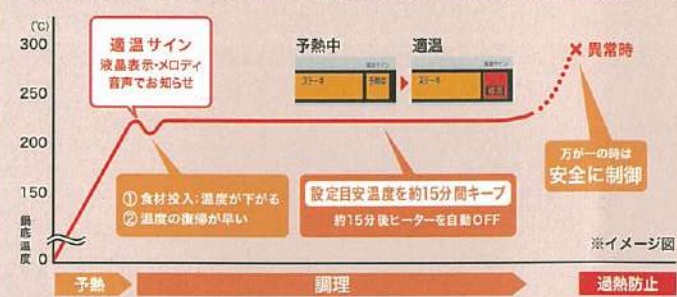 (℃)
300
250
200
150
0
鍋底温度
適温サイン
液晶表示・メロディ
音声でお知らせ
予熱中
適温
ステーキ
予熱中
ステーキ
適温
異常時
①食材投入:温度が下がる
②温度の復帰が早い
設定目安温度を約15分間キープ
約15分後ヒーターを自動OFF
万が一の時は
安全に制御
※イメージ図
予熱
調理
過熱防止